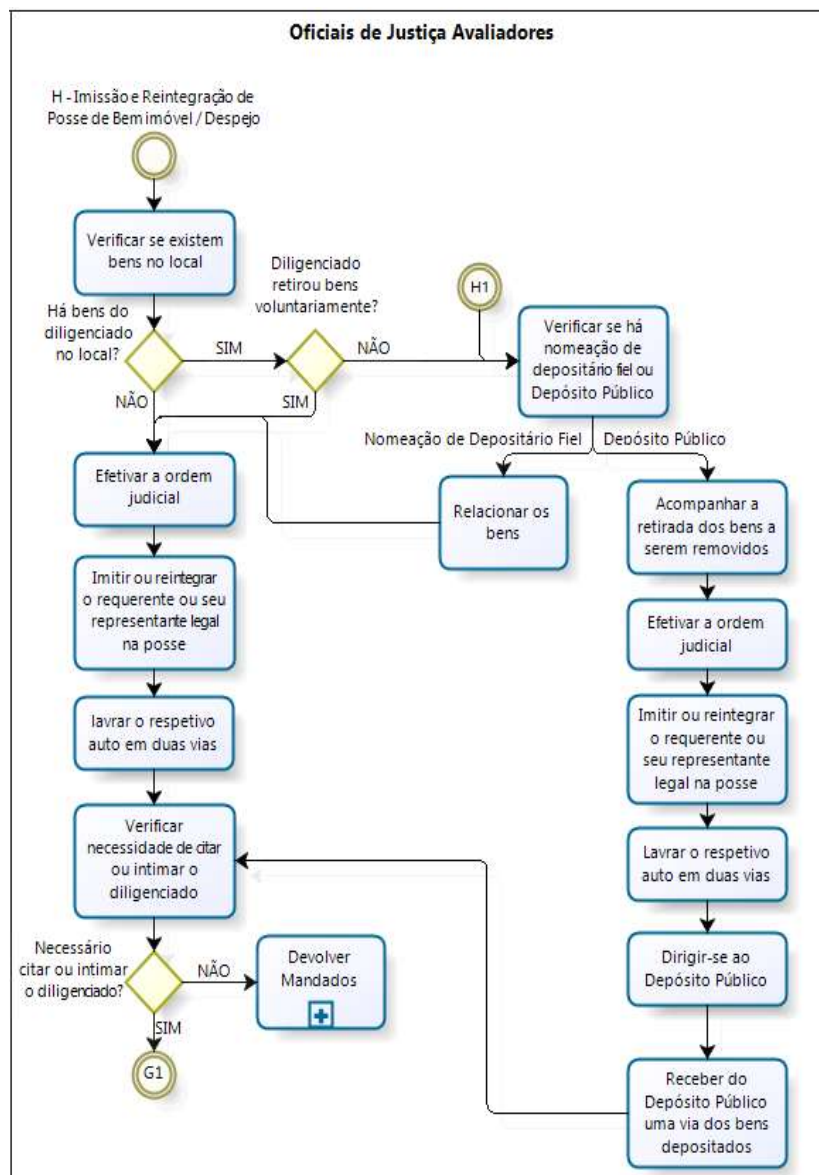 Oficiais de Justiça Avaliadores
H - Imissão e Reintegração de
Posse de Bem imóvel / Despejo
Verificar se existem
bens no local
Há bens do
diligenciado
no local?
SIM
NÃO
Diligenciado
retirou bens
voluntariamente?
NÃO
SIM
H1
Verificar se há
nomeação de
depositário fiel ou
Depósito Público
Nomeação de Depositário Fiel
Depósito Público
Relacionar os
bens
Efetivar a ordem
judicial
Imitir ou reintegrar
o requerente ou seu
representante legal
na posse
lavrar o respetivo
auto em duas vias
Verificar
necessidade de citar
ou intimar o
diligenciado
Necessário
citar ou intimar
o diligenciado?
NÃO
SIM
Devolver
Mandados
G1
Acompanhar a
retirada dos bens a
serem removidos
Efetivar a ordem
judicial
Imitir ou reintegrar
o requerente ou
seu representante
legal na posse
Lavrar o respetivo
auto em duas vias
Dirigir-se ao
Depósito Público
Receber do
Depósito Público
uma via dos bens
depositados